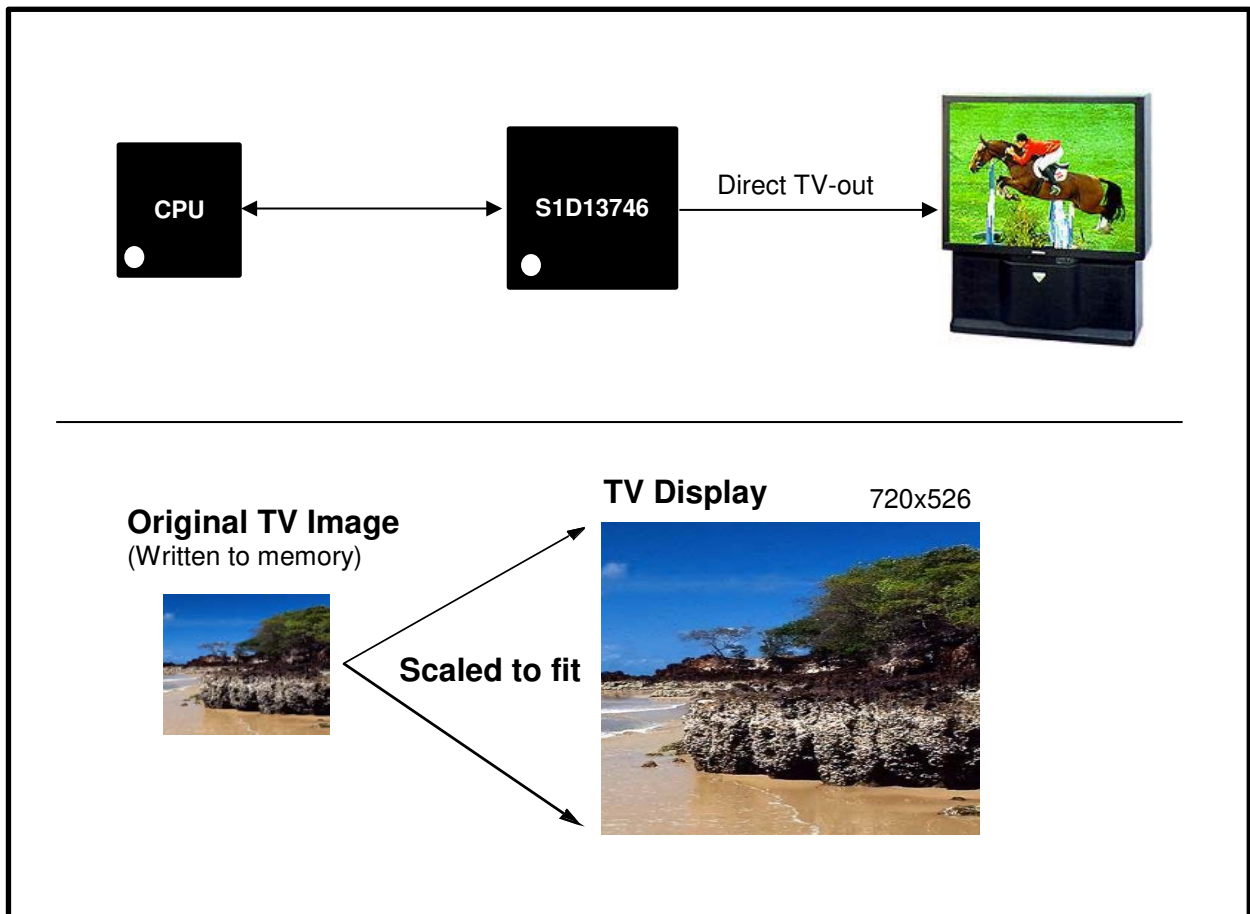 CPU
S1D13746
Direct TV-out
Original TV Image
(Written to memory)
TV Display
720x526
Scaled to fit